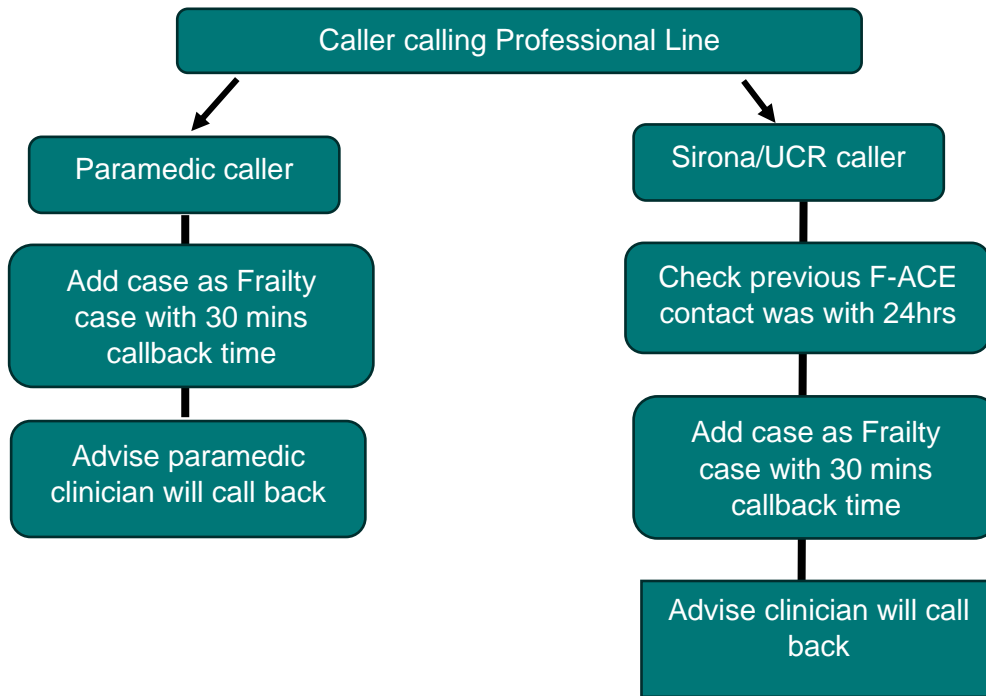 Caller calling Professional Line
Paramedic caller
Add case as Frailty
case with 30 mins
callback time
Advise paramedic
clinician will call back
Sirona/UCR caller
Check previous F-ACE
contact was with 24hrs
Add case as Frailty
case with 30 mins
callback time
Advise clinician will call
back